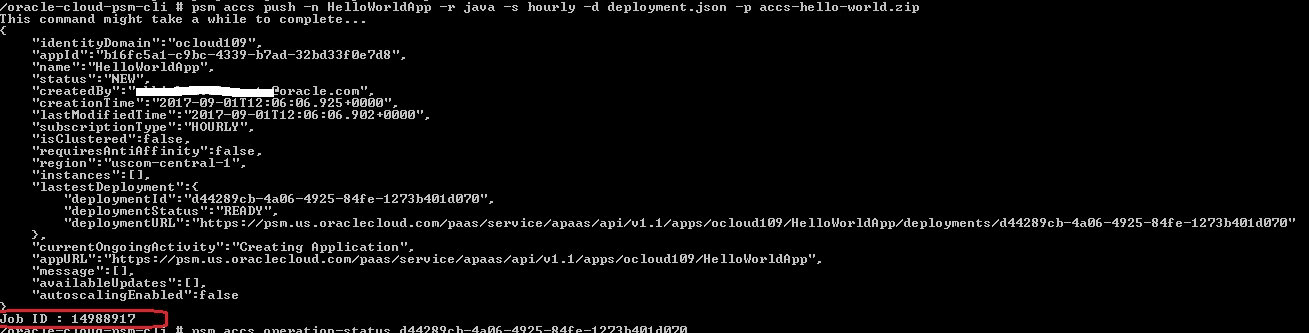 /oracle-cloud-psm-cli # psm accs push -n HelloWorldApp -r java -s hourly -d deployment.json -p accs-hello-world.zip
This command might take a while to complete...
{
    "identityDomain":"ocloud109",
    "appId":"b16fc5a1-c9bc-4339-b7ad-32bd33f0e7d8",
    "name":"HelloWorldApp",
    "status":"NEW",
    "createdBy":"@oracle.com",
    "creationTime":"2017-09-01T12:06:06.925+0000",
    "lastModifiedTime":"2017-09-01T12:06:06.902+0000",
    "subscriptionType":"HOURLY",
    "isClustered":false,
    "requiresAntiAffinity":false,
    "region":"uscom-central-1",
    "instances":[],
    "lastestDeployment":{
        "deploymentId":"d44289cb-4a06-4925-84fe-1273b401d070",
        "deploymentStatus":"READY",
        "deploymentURL":"https://psm.us.oraclecloud.com/paas/service/apaas/api/v1.1/apps/ocloud109/HelloWorldApp/deployments/d44289cb-4a06-4925-84fe-1273b401d070"
    },
    "currentOngoingActivity":"Creating Application",
    "appURL":"https://psm.us.oraclecloud.com/paas/service/apaas/api/v1.1/apps/ocloud109/HelloWorldApp",
    "message":[],
    "availableUpdates":[],
    "autoscalingEnabled":false
}
Job ID : 14988917
/oracle-cloud-psm-cli # psm accs operation-status d44289cb-4a06-4925-84fe-1273b401d070